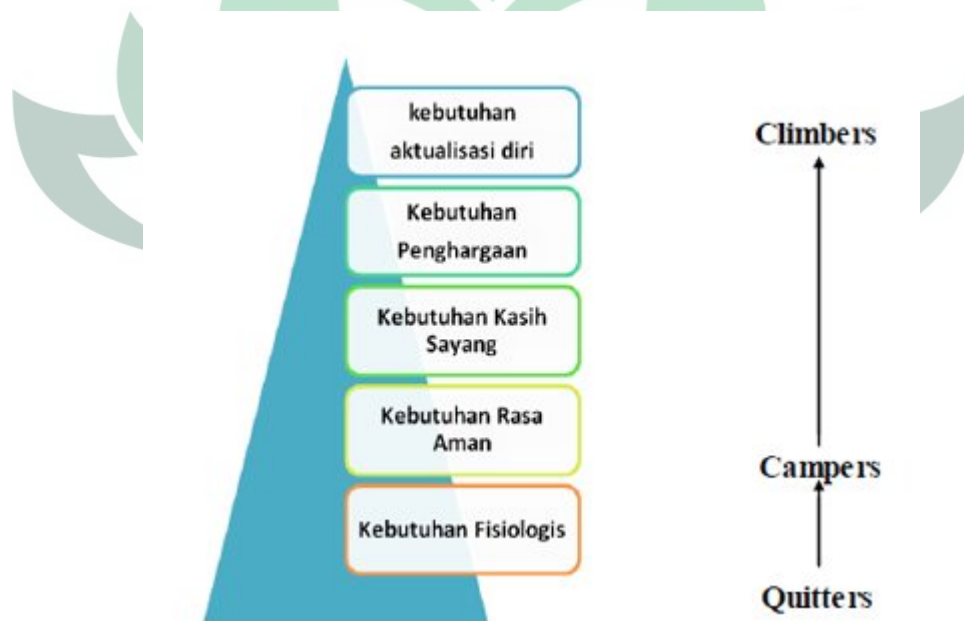 kebutuhan
aktualisasi diri
Kebutuhan
Penghargaan
Kebutuhan Kasih
Sayang
Kebutuhan Rasa
Aman
Kebutuhan Fisiologis
Climbers
Campers
Quitters